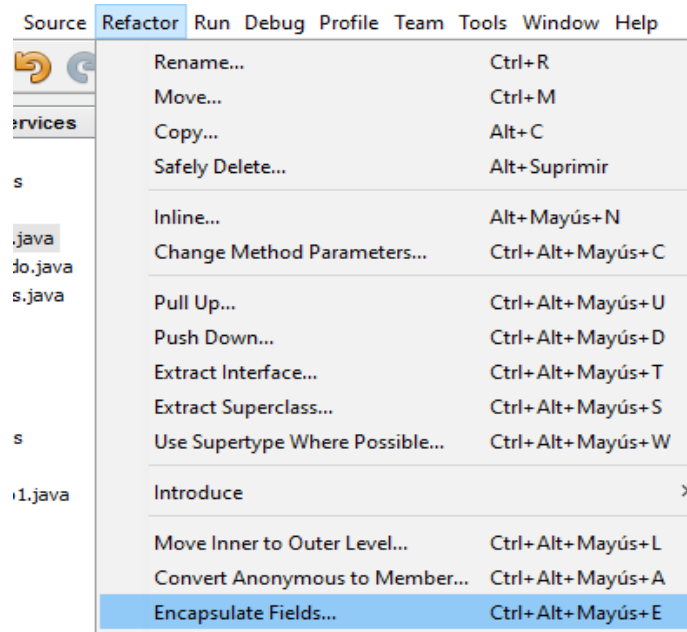 Source Refactor Run Debug Profile Team Tools Window Help
Rename... Ctrl+R
Move... Ctrl+M
ervices
Copy... Alt+C
Safely Delete... Alt+Suprimir
s
Inline... Alt+Mayús+N
.java
Change Method Parameters... Ctrl+Alt+Mayús+C
do.java
s.java
Pull Up... Ctrl+Alt+Mayús+U
Push Down... Ctrl+Alt+Mayús+D
Extract Interface... Ctrl+Alt+Mayús+T
Extract Superclass... Ctrl+Alt+Mayús+S
s
Use Supertype Where Possible... Ctrl+Alt+Mayús+W
o1.java
Introduce
Move Inner to Outer Level... Ctrl+Alt+Mayús+L
Convert Anonymous to Member... Ctrl+Alt+Mayús+A
Encapsulate Fields... Ctrl+Alt+Mayús+E